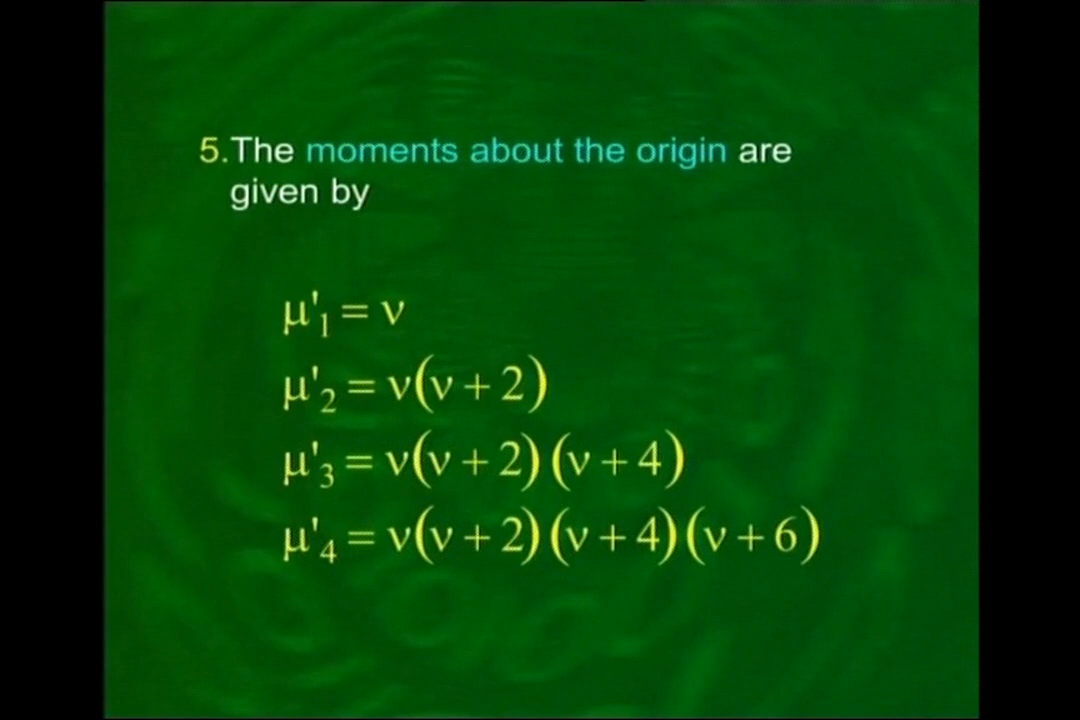 5.The moments about the origin are
given by
μ'₁ = ν
μ'₂ = ν(ν + 2)
μ'₃ = ν(ν + 2)(ν + 4)
μ'₄ = ν(ν + 2)(ν + 4)(ν + 6)